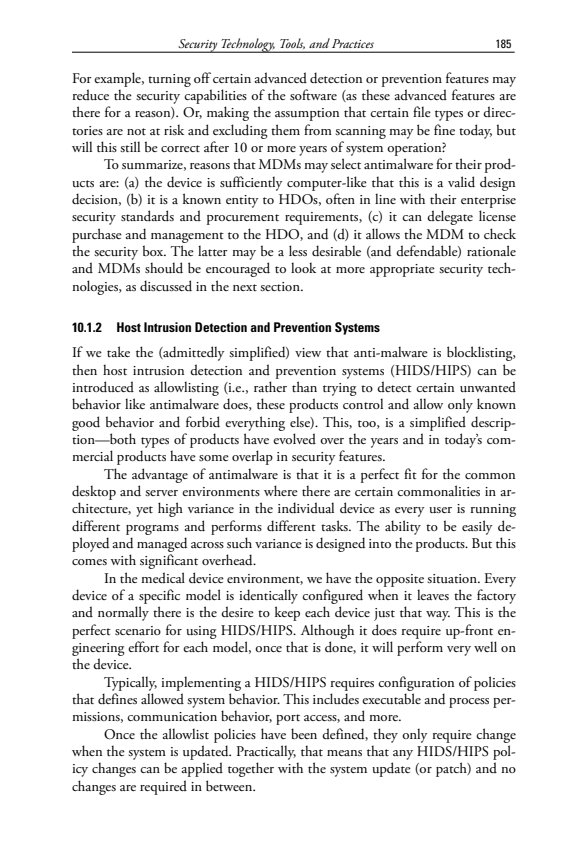 Security Technology, Tools, and Practices 185
For example, turning off certain advanced detection or prevention features may
reduce the security capabilities of the software (as these advanced features are
there for a reason). Or, making the assumption that certain file types or direc-
tories are not at risk and excluding them from scanning may be fine today, but
will this still be correct after 10 or more years of system operation?
To summarize, reasons that MDMs may select antimalware for their prod-
ucts are: (a) the device is sufficiently computer-like that this is a valid design
decision, (b) it is a known entity to HDOs, often in line with their enterprise
security standards and procurement requirements, (c) it can delegate license
purchase and management to the HDO, and (d) it allows the MDM to check
the security box. The latter may be a less desirable (and defendable) rationale
and MDMs should be encouraged to look at more appropriate security tech-
nologies, as discussed in the next section.
10.1.2 Host Intrusion Detection and Prevention Systems
If we take the (admittedly simplified) view that anti-malware is blocklisting,
then host intrusion detection and prevention systems (HIDS/HIPS) can be
introduced as allowlisting (i.e., rather than trying to detect certain unwanted
behavior like antimalware does, these products control and allow only known
good behavior and forbid everything else). This, too, is a simplified descrip-
tion—both types of products have evolved over the years and in today's com-
mercial products have some overlap in security features.
The advantage of antimalware is that it is a perfect fit for the common
desktop and server environments where there are certain commonalities in ar-
chitecture, yet high variance in the individual device as every user is running
different programs and performs different tasks. The ability to be easily de-
ployed and managed across such variance is designed into the products. But this
comes with significant overhead.
In the medical device environment, we have the opposite situation. Every
device of a specific model is identically configured when it leaves the factory
and normally there is the desire to keep each device just that way. This is the
perfect scenario for using HIDS/HIPS. Although it does require up-front en-
gineering effort for each model, once that is done, it will perform very well on
the device.
Typically, implementing a HIDS/HIPS requires configuration of policies
that defines allowed system behavior. This includes executable and process per-
missions, communication behavior, port access, and more.
Once the allowlist policies have been defined, they only require change
when the system is updated. Practically, that means that any HIDS/HIPS pol-
icy changes can be applied together with the system update (or patch) and no
changes are required in between.